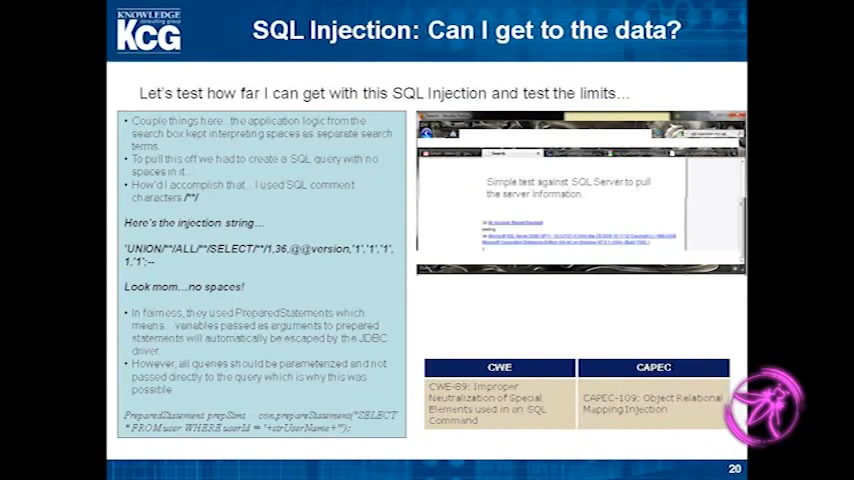 KNOWLEDGE
consulting group
KCG
SQL Injection: Can I get to the data?
Let's test how far I can get with this SQL Injection and test the limits…
• Couple things here…the application logic from the
search box kept interpreting spaces as separate search
terms.
• To pull this off we had to create a SQL query with no
spaces in it…
• How'd I accomplish that… I used SQL comment
characters /**/
Here's the injection string…
'UNION/**/ALL/**/SELECT/**/1,36,@@version,'1','1','1',
1,'1';--
Look mom…no spaces!
• In fairness, they used PreparedStatements which
means… variables passed as arguments to prepared
statements will automatically be escaped by the JDBC
driver.
• However, all queries should be parameterized and not
passed directly to the query which is why this was
possible
PreparedStatement prepStmt = con.prepareStatement("SELECT
* FROM user WHERE userId = '+strUserName+'");
Simple test against SQL Server to pull
the server information.
CWE
CAPEC
CWE-89: Improper
Neutralization of Special
Elements used in an SQL
Command
CAPEC-109: Object Relational
Mapping Injection
20